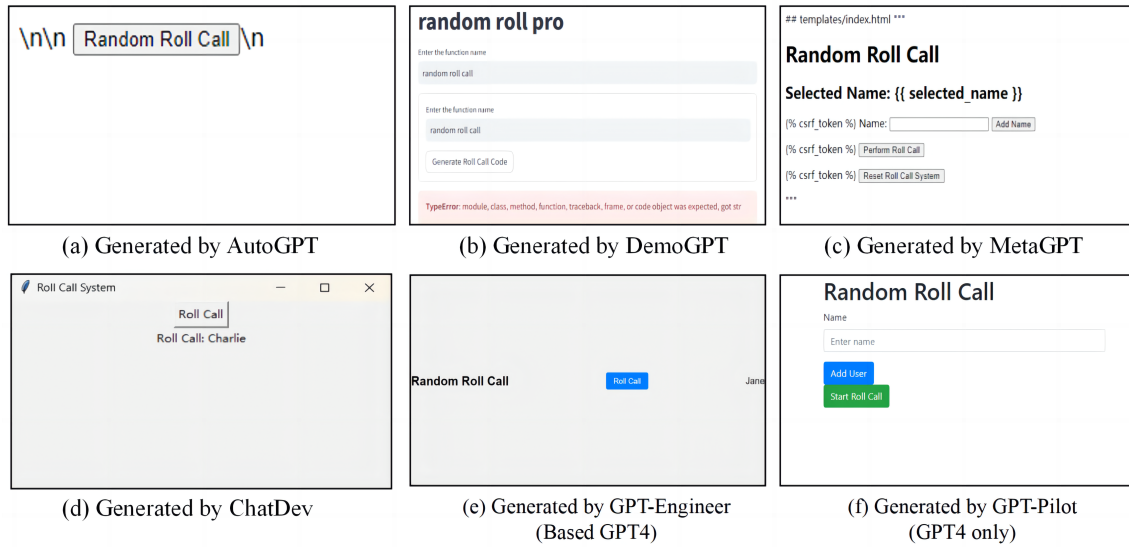 \n\n Random Roll Call \n
(a) Generated by AutoGPT
random roll pro
Enter the function name
random roll call
Enter the function name
random roll call
Generate Roll Call Code
TypeError: module, class, method, function, traceback, frame, or code object was expected, got str
(b) Generated by DemoGPT
## templates/index.html """
Random Roll Call
Selected Name: {{ selected_name }}
{% csrf_token %} Name: Add Name
{% csrf_token %} Perform Roll Call
{% csrf_token %} Reset Roll Call System
"""
(c) Generated by MetaGPT
Roll Call System
Roll Call
Roll Call: Charlie
(d) Generated by ChatDev
Random Roll Call Roll Call Jane
(e) Generated by GPT-Engineer
(Based GPT4)
Random Roll Call
Name
Enter name
Add User
Start Roll Call
(f) Generated by GPT-Pilot
(GPT4 only)